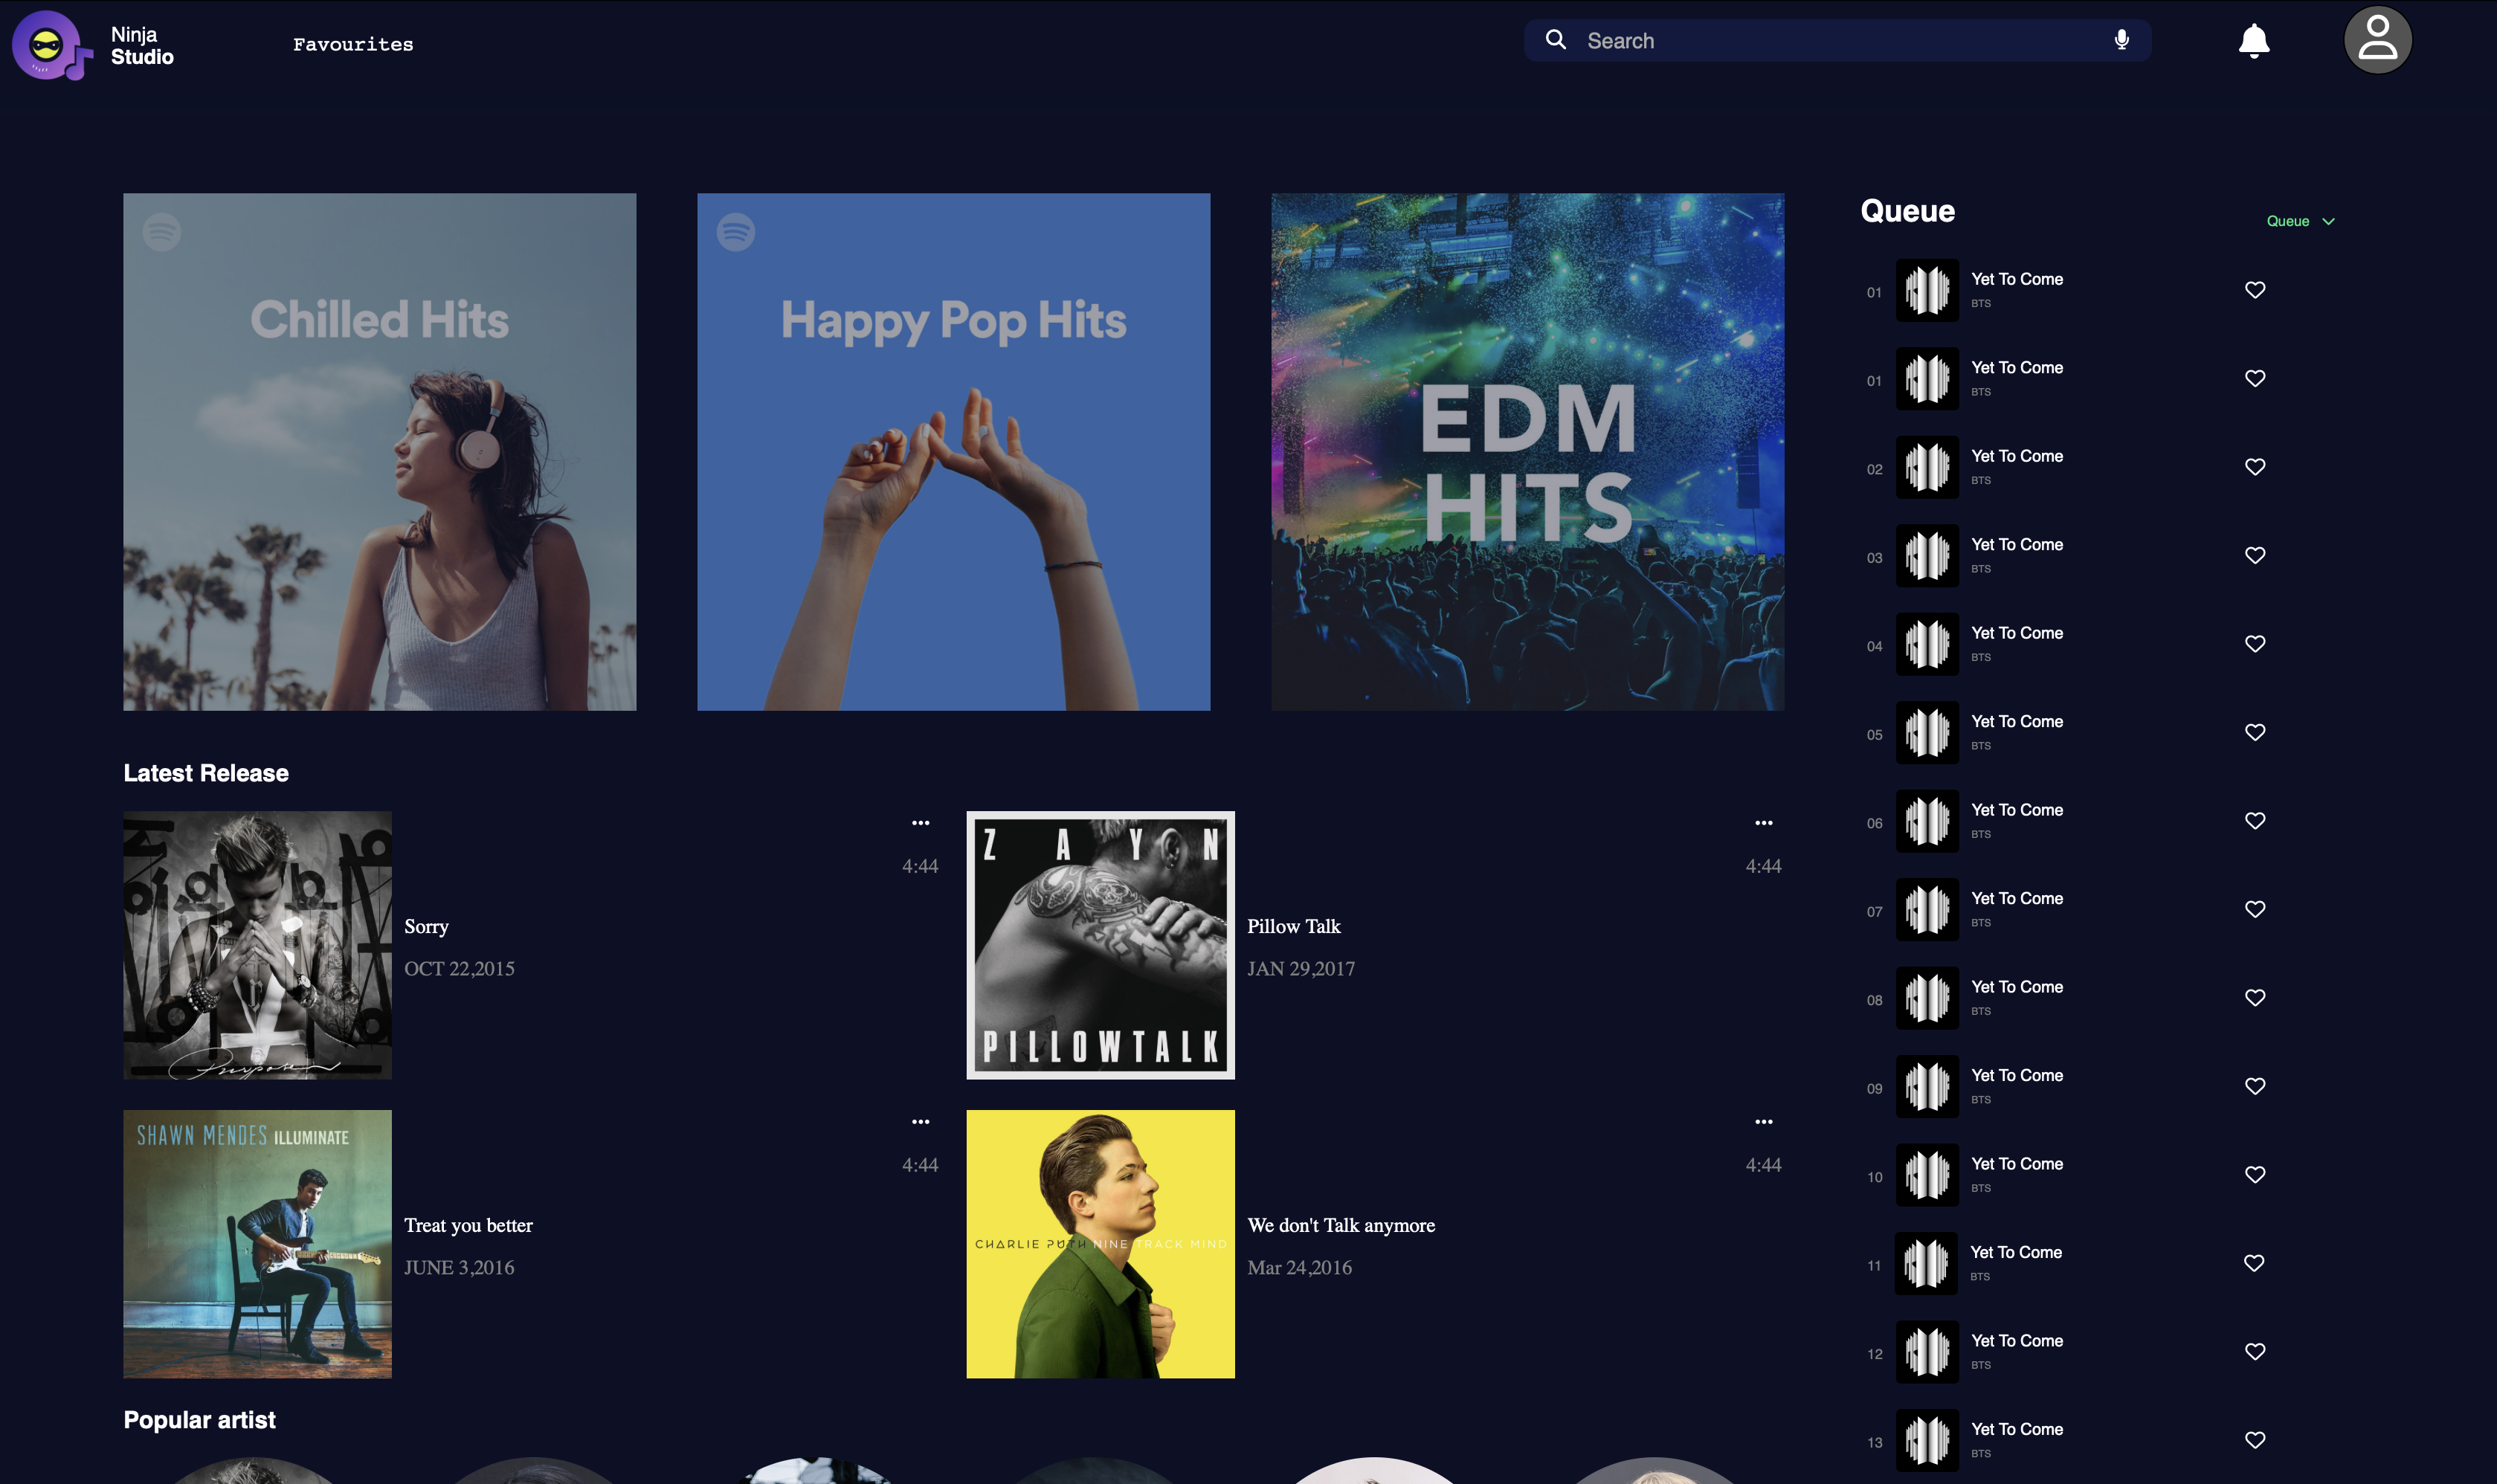 Ninja
Studio
Favourites
Search
Chilled Hits
Happy Pop Hits
EDM
HITS
Queue
Queue
01
Yet To Come
BTS
01
Yet To Come
BTS
02
Yet To Come
BTS
03
Yet To Come
BTS
04
Yet To Come
BTS
05
Yet To Come
BTS
06
Yet To Come
BTS
07
Yet To Come
BTS
08
Yet To Come
BTS
09
Yet To Come
BTS
10
Yet To Come
BTS
11
Yet To Come
BTS
12
Yet To Come
BTS
13
Yet To Come
BTS
Latest Release
Purpose
Sorry
OCT 22,2015
4:44
ZAYN
PILLOWTALK
Pillow Talk
JAN 29,2017
4:44
SHAWN MENDES ILLUMINATE
Treat you better
JUNE 3,2016
4:44
CHARLIE PUTH NINE TRACK MIND
We don't Talk anymore
Mar 24,2016
4:44
Popular artist